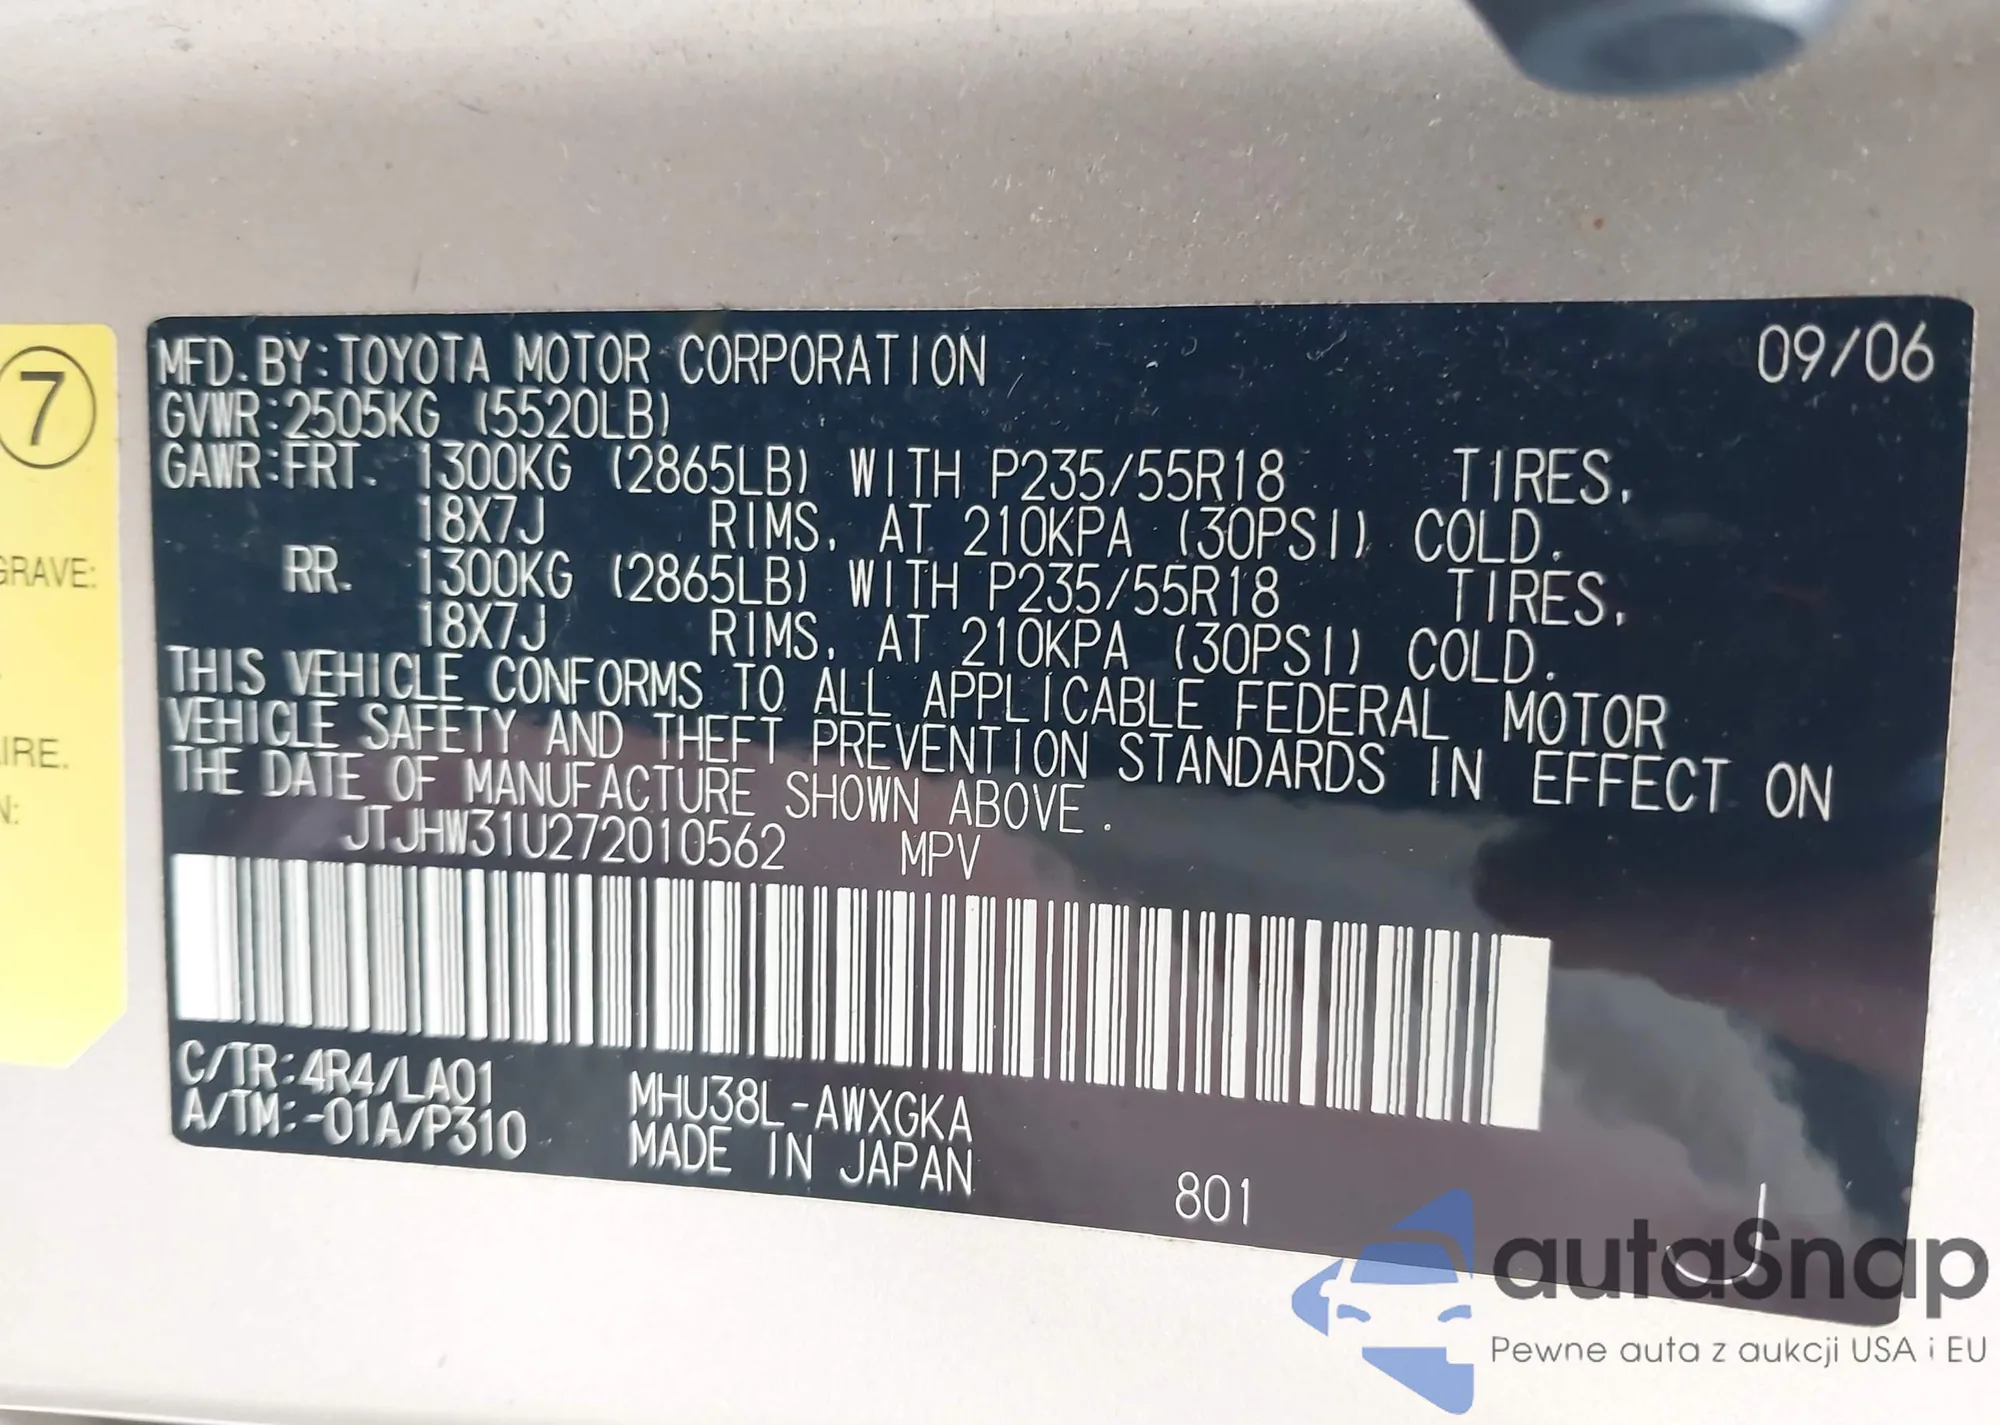 7
GRAVE:
IRE.
N:
MFD. BY: TOYOTA MOTOR CORPORATION 09/06
GVWR: 2505KG (5520LB)
GAWR: FRT. 1300KG (2865LB) WITH P235/55R18 TIRES,
18X7J RIMS, AT 210KPA (30PSI) COLD.
RR. 1300KG (2865LB) WITH P235/55R18 TIRES,
18X7J RIMS, AT 210KPA (30PSI) COLD.
THIS VEHICLE CONFORMS TO ALL APPLICABLE FEDERAL MOTOR
VEHICLE SAFETY AND THEFT PREVENTION STANDARDS IN EFFECT ON
THE DATE OF MANUFACTURE SHOWN ABOVE.
JTJHW31U272010562 MPV
C/TR: 4R4/LA01 MHU38L-AWXGKA
A/TM: -01A/P310 MADE IN JAPAN
801 J
autaSnap
Pewne auta z aukcji USA i EU